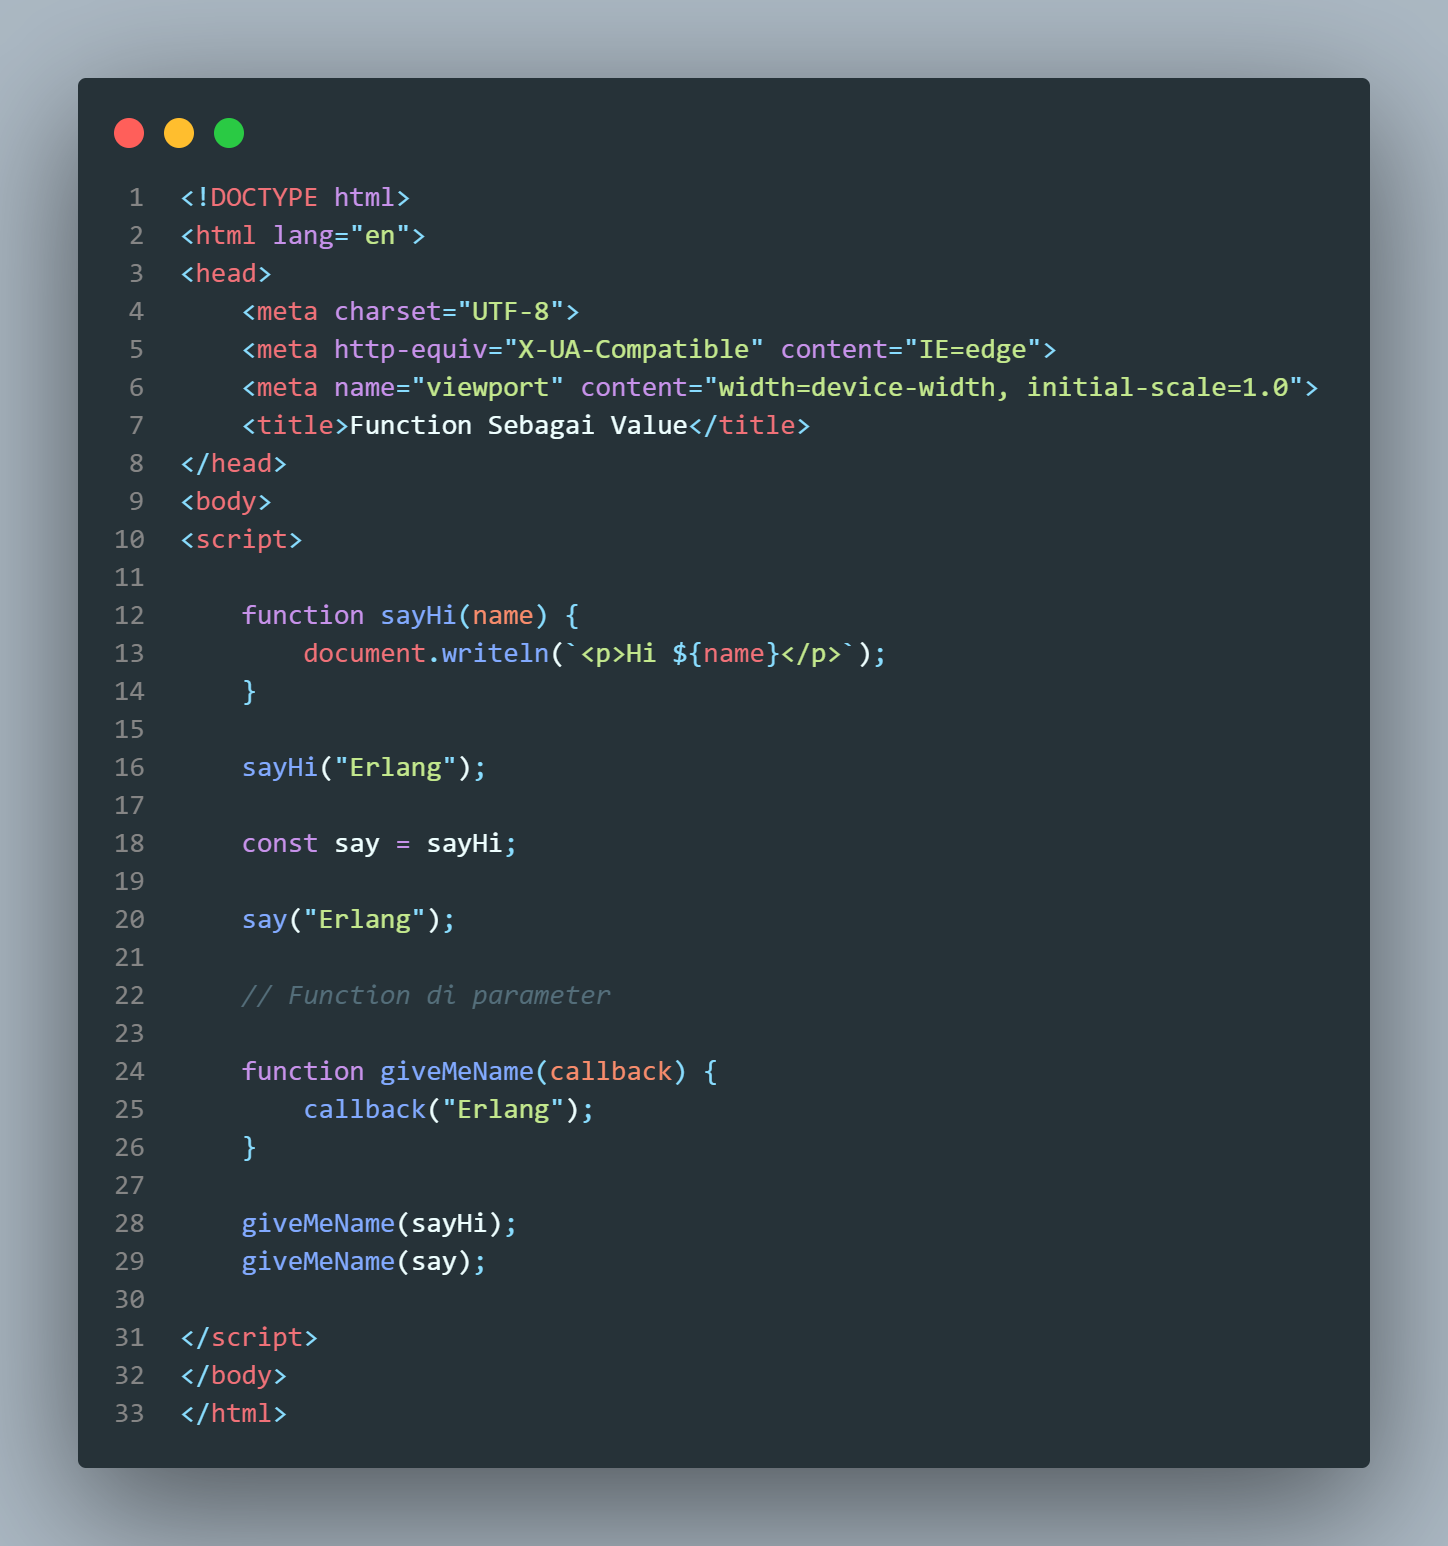 1 <!DOCTYPE html>
2 <html lang="en">
3 <head>
4     <meta charset="UTF-8">
5     <meta http-equiv="X-UA-Compatible" content="IE=edge">
6     <meta name="viewport" content="width=device-width, initial-scale=1.0">
7     <title>Function Sebagai Value</title>
8 </head>
9 <body>
10 <script>
11
12     function sayHi(name) {
13         document.writeln(`<p>Hi ${name}</p>`);
14     }
15
16     sayHi("Erlang");
17
18     const say = sayHi;
19
20     say("Erlang");
21
22     // Function di parameter
23
24     function giveMeName(callback) {
25         callback("Erlang");
26     }
27
28     giveMeName(sayHi);
29     giveMeName(say);
30
31 </script>
32 </body>
33 </html>